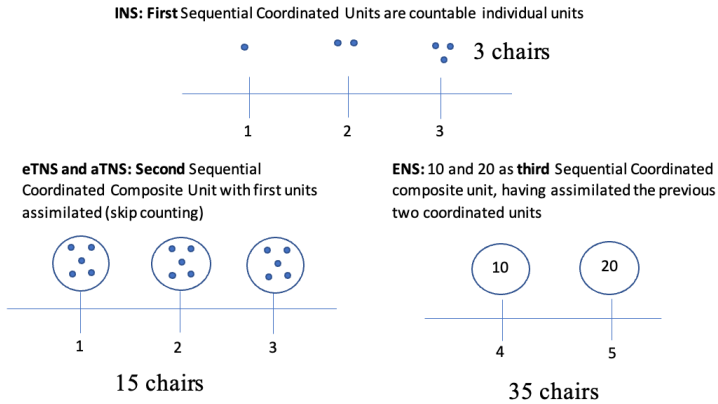 INS: First Sequential Coordinated Units are countable individual units
3 chairs
1 2 3
eTNS and aTNS: Second Sequential
Coordinated Composite Unit with first units
assimilated (skip counting)
1 2 3
15 chairs
ENS: 10 and 20 as third Sequential Coordinated
composite unit, having assimilated the previous
two coordinated units
10 20
4 5
35 chairs